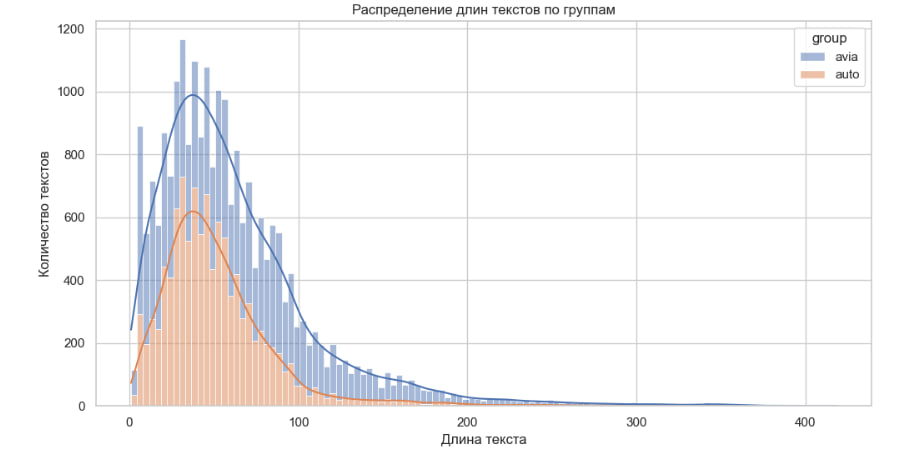 Распределение длин текстов по группам
1200
1000
800
600
400
200
0
Количество текстов
group
avia
auto
0 100 200 300 400
Длина текста